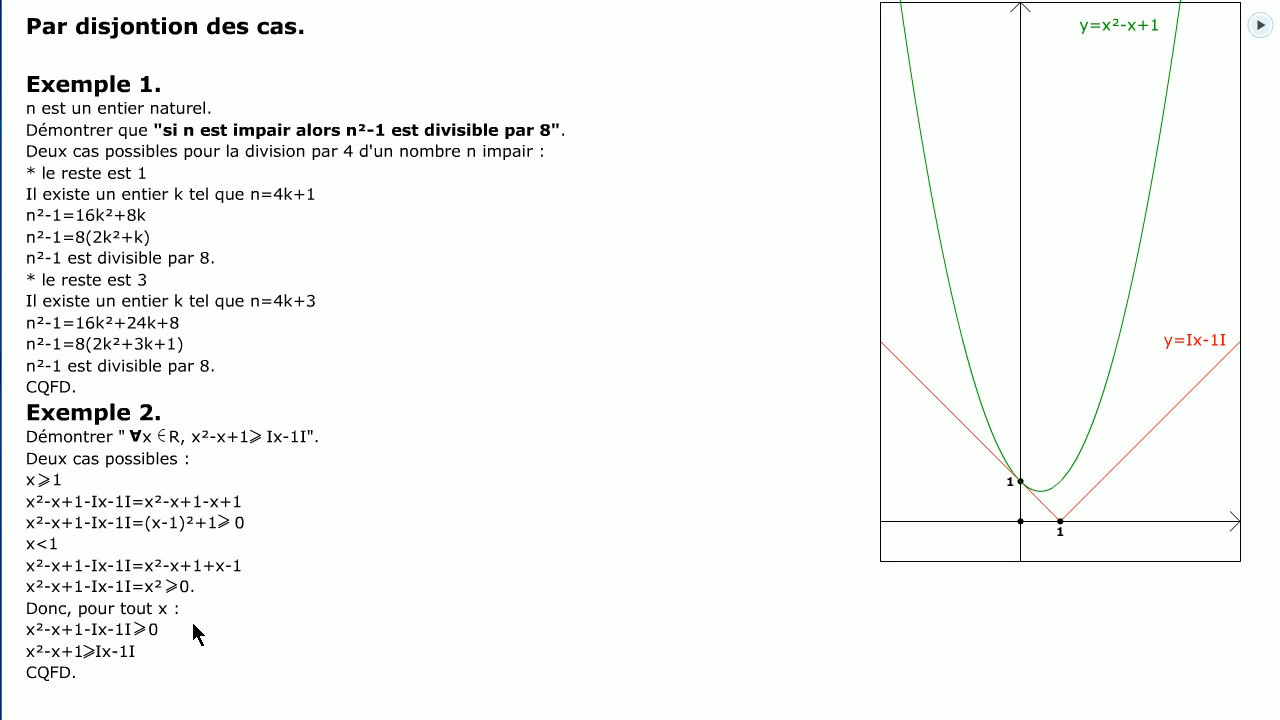 Par disjontion des cas.
Exemple 1.
n est un entier naturel.
Démontrer que "si n est impair alors n²-1 est divisible par 8".
Deux cas possibles pour la division par 4 d'un nombre n impair :
* le reste est 1
Il existe un entier k tel que n=4k+1
n²-1=16k²+8k
n²-1=8(2k²+k)
n²-1 est divisible par 8.
* le reste est 3
Il existe un entier k tel que n=4k+3
n²-1=16k²+24k+8
n²-1=8(2k²+3k+1)
n²-1 est divisible par 8.
CQFD.
Exemple 2.
Démontrer " ∀x ∈R, x²-x+1⩾ Ix-1I".
Deux cas possibles :
x⩾1
x²-x+1-Ix-1I=x²-x+1-x+1
x²-x+1-Ix-1I=(x-1)²+1⩾ 0
x<1
x²-x+1-Ix-1I=x²-x+1+x-1
x²-x+1-Ix-1I=x²⩾0.
Donc, pour tout x :
x²-x+1-Ix-1I⩾0
x²-x+1⩾Ix-1I
CQFD.
y=x²-x+1
y=Ix-1I
1
1